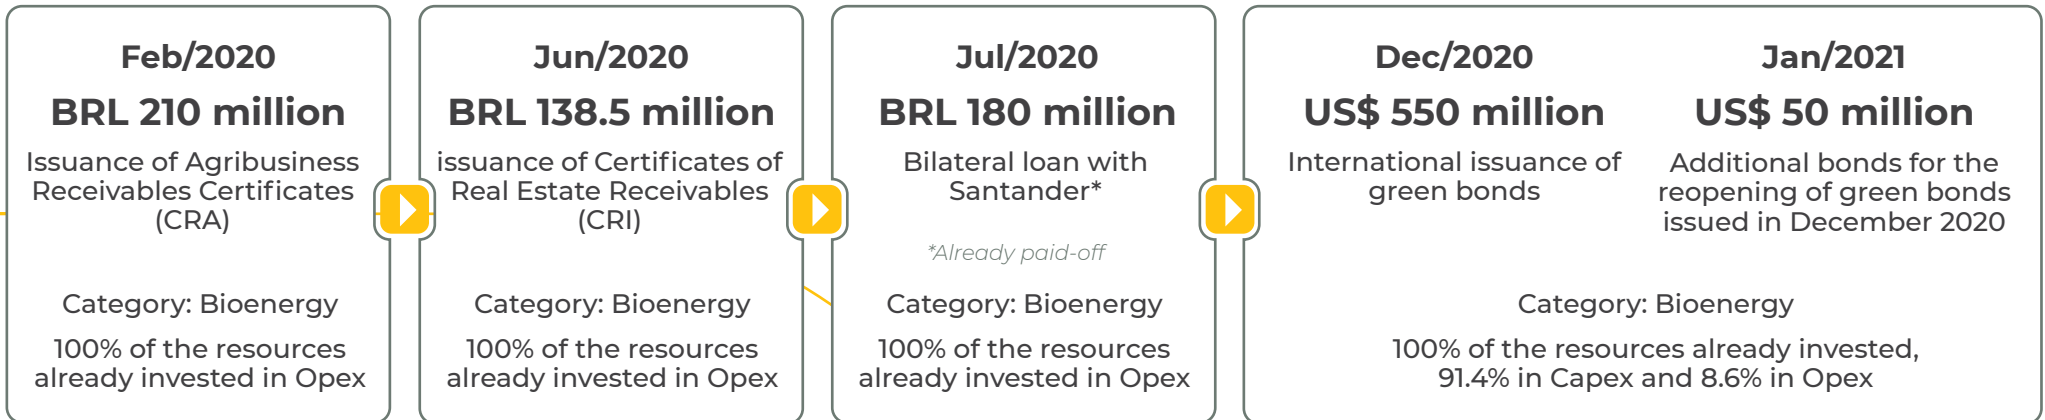 Feb/2020
BRL 210 million
Issuance of Agribusiness
Receivables Certificates
(CRA)
Category: Bioenergy
100% of the resources
already invested in Opex
Jun/2020
BRL 138.5 million
issuance of Certificates of
Real Estate Receivables
(CRI)
Category: Bioenergy
100% of the resources
already invested in Opex
Jul/2020
BRL 180 million
Bilateral loan with
Santander*
*Already paid-off
Category: Bioenergy
100% of the resources
already invested in Opex
Dec/2020
US$ 550 million
International issuance of
green bonds
Jan/2021
US$ 50 million
Additional bonds for the
reopening of green bonds
issued in December 2020
Category: Bioenergy
100% of the resources already invested,
91.4% in Capex and 8.6% in Opex